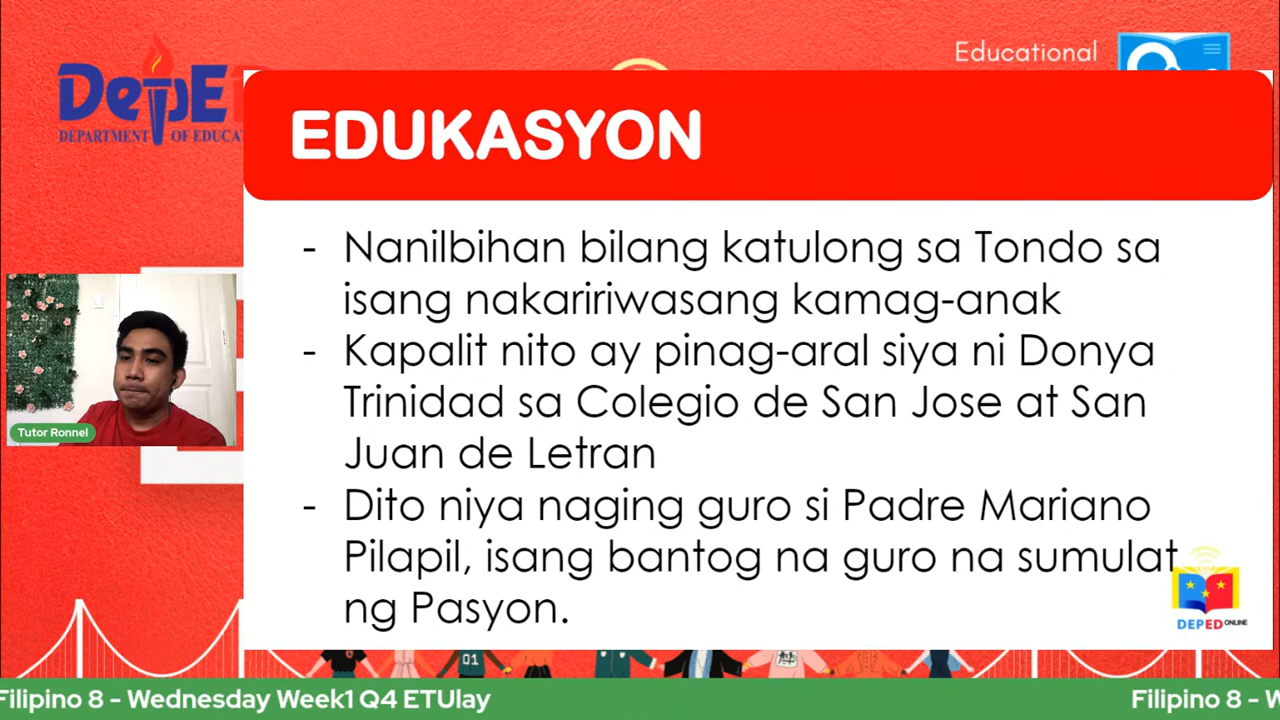 Educational
DepE
DEPARTMENT OF EDUCA
EDUKASYON
- Nanilbihan bilang katulong sa Tondo sa
isang nakaririwasang kamag-anak
- Kapalit nito ay pinag-aral siya ni Donya
Trinidad sa Colegio de San Jose at San
Juan de Letran
- Dito niya naging guro si Padre Mariano
Pilapil, isang bantog na guro na sumulat
ng Pasyon.
Tutor Ronnel
DEPED ONLINE
01
Filipino 8 - Wednesday Week1 Q4 ETUlay
Filipino 8 - W